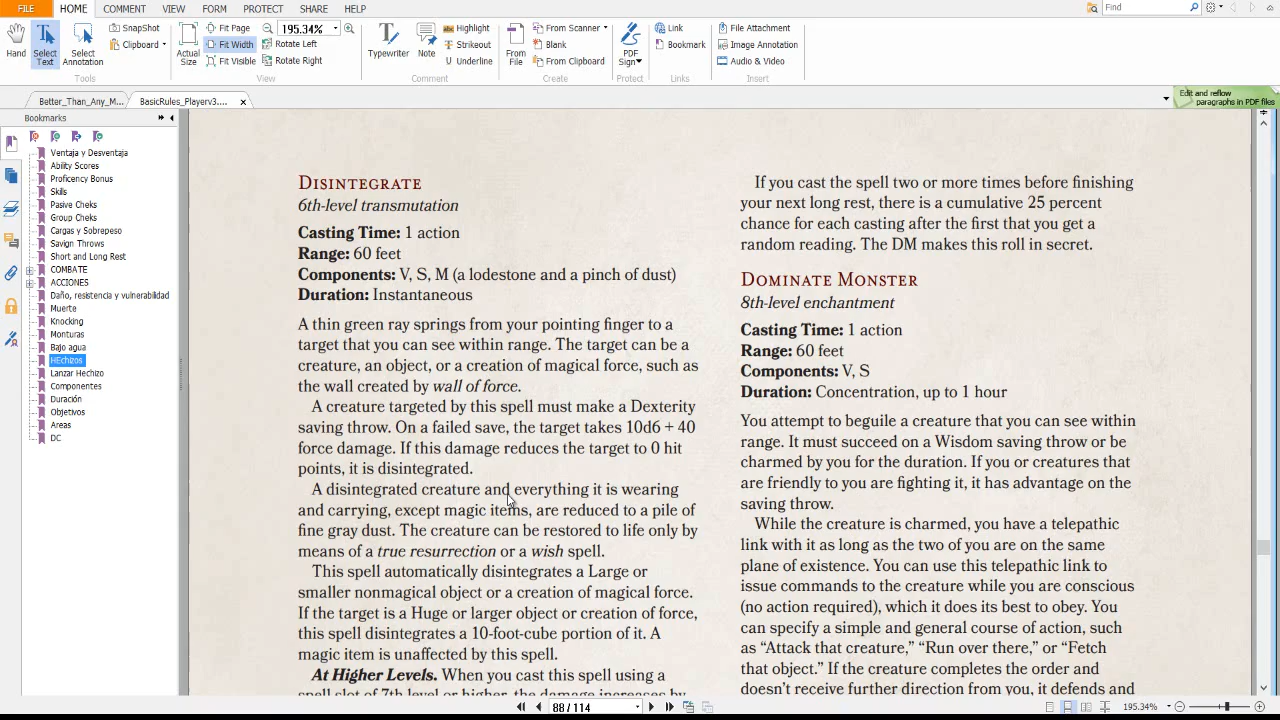 FILE HOME COMMENT VIEW FORM PROTECT SHARE HELP
Find
Hand
Select Text
Select Annotation
SnapShot
Clipboard
Tools
Actual Size
Fit Page
Fit Width
Fit Visible
195.34%
Rotate Left
Rotate Right
View
Typewriter
Note
Highlight
Strikeout
Underline
Comment
From File
From Scanner
Blank
From Clipboard
Create
PDF Sign
Protect
Link
Bookmark
Links
File Attachment
Image Annotation
Audio & Video
Insert
Better_Than_Any_M...
BasicRules_Playerv3....
Edit and reflow
paragraphs in PDF files
Bookmarks
Ventaja y Desventaja
Ability Scores
Proficency Bonus
Skills
Pasive Cheks
Group Cheks
Cargas y Sobrepeso
Savign Throws
Short and Long Rest
COMBATE
ACCIONES
Daño, resistencia y vulnerabilidad
Muerte
Knocking
Monturas
Bajo agua
HEchizos
Lanzar Hechizo
Componentes
Duración
Objetivos
Areas
DC
Disintegrate
6th-level transmutation
Casting Time: 1 action
Range: 60 feet
Components: V, S, M (a lodestone and a pinch of dust)
Duration: Instantaneous
A thin green ray springs from your pointing finger to a
target that you can see within range. The target can be a
creature, an object, or a creation of magical force, such as
the wall created by wall of force.
A creature targeted by this spell must make a Dexterity
saving throw. On a failed save, the target takes 10d6 + 40
force damage. If this damage reduces the target to 0 hit
points, it is disintegrated.
A disintegrated creature and everything it is wearing
and carrying, except magic items, are reduced to a pile of
fine gray dust. The creature can be restored to life only by
means of a true resurrection or a wish spell.
This spell automatically disintegrates a Large or
smaller nonmagical object or a creation of magical force.
If the target is a Huge or larger object or creation of force,
this spell disintegrates a 10-foot-cube portion of it. A
magic item is unaffected by this spell.
At Higher Levels. When you cast this spell using a
spell slot of 7th level or higher, the damage increases by
If you cast the spell two or more times before finishing
your next long rest, there is a cumulative 25 percent
chance for each casting after the first that you get a
random reading. The DM makes this roll in secret.
Dominate Monster
8th-level enchantment
Casting Time: 1 action
Range: 60 feet
Components: V, S
Duration: Concentration, up to 1 hour
You attempt to beguile a creature that you can see within
range. It must succeed on a Wisdom saving throw or be
charmed by you for the duration. If you or creatures that
are friendly to you are fighting it, it has advantage on the
saving throw.
While the creature is charmed, you have a telepathic
link with it as long as the two of you are on the same
plane of existence. You can use this telepathic link to
issue commands to the creature while you are conscious
(no action required), which it does its best to obey. You
can specify a simple and general course of action, such
as “Attack that creature,” “Run over there,” or “Fetch
that object.” If the creature completes the order and
doesn’t receive further direction from you, it defends and
88 / 114
195.34%